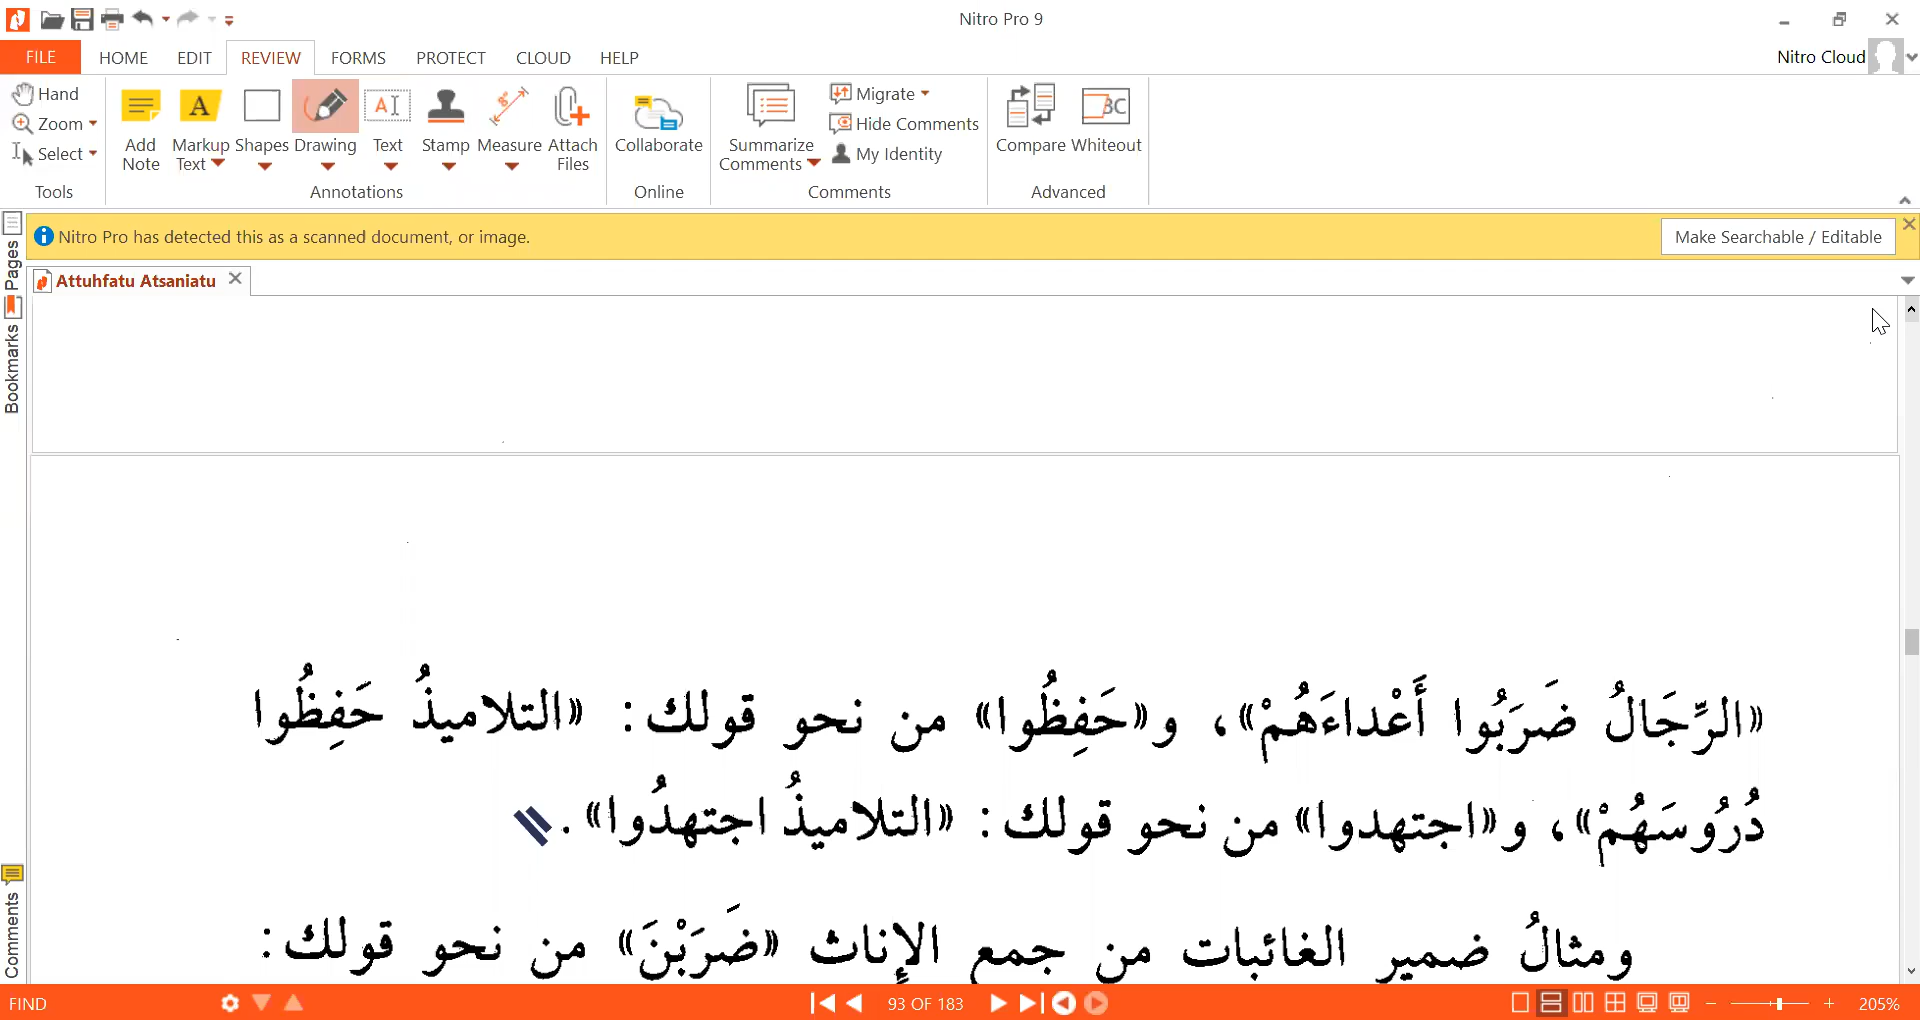 Nitro Pro 9
FILE HOME EDIT REVIEW FORMS PROTECT CLOUD HELP
Nitro Cloud
Hand
Zoom
Select
Tools
Add Note
Markup Text
Shapes
Drawing
Text
Stamp
Measure
Attach Files
Annotations
Collaborate
Online
Summarize Comments
Migrate
Hide Comments
My Identity
Comments
Compare
Whiteout
Advanced
Nitro Pro has detected this as a scanned document, or image.
Make Searchable / Editable
Attuhfatu Atsaniatu
Pages
Bookmarks
Comments
«الرِّجَالُ ضَرَبُوا أَعْداءَهُمْ»، و«حَفِظُوا» من نحو قولك: «التلاميذُ حَفِظُوا
دُرُوسَهُمْ»، و«اجتهدوا» من نحو قولك: «التلاميذُ اجتهدُوا».
ومثالُ ضمير الغائبات من جمع الإناث «ضَرَبْنَ» من نحو قولك:
FIND
93 OF 183
205%